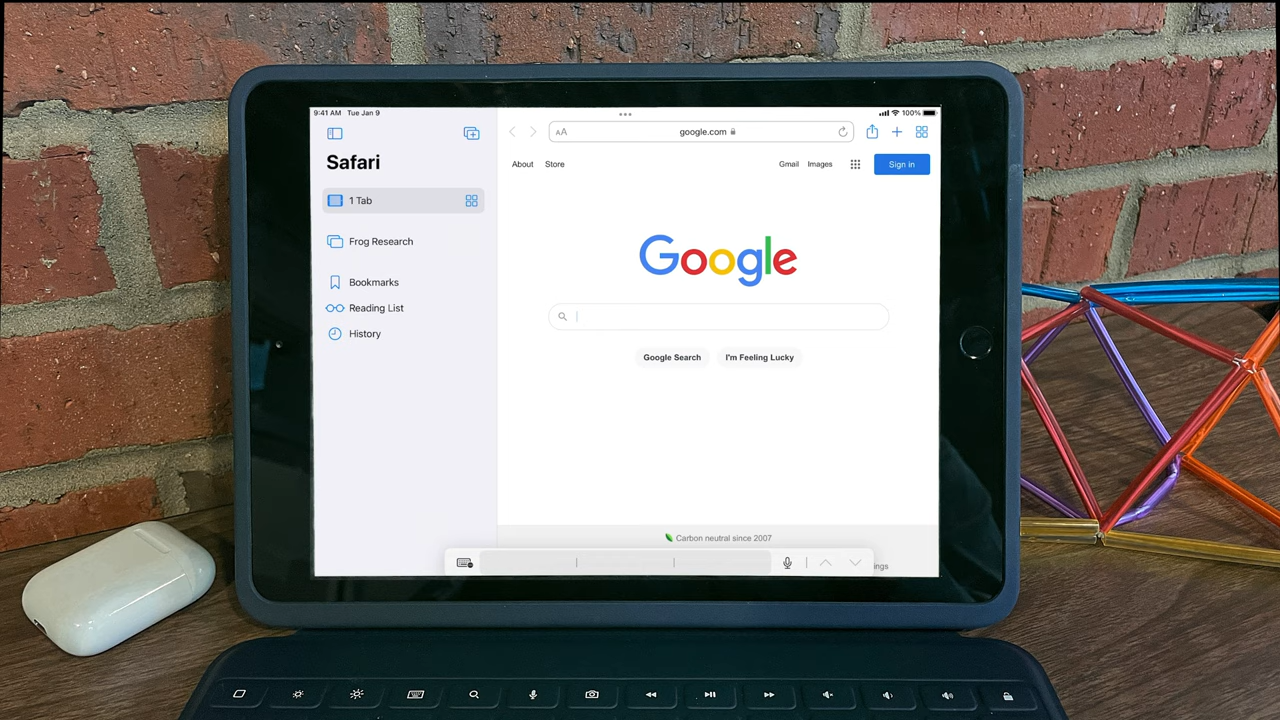 9:41 AM Tue Jan 9
100%
Safari
1 Tab
Frog Research
Bookmarks
Reading List
History
AA
google.com
About Store
Gmail Images
Sign in
Google
Google Search I'm Feeling Lucky
Carbon neutral since 2007
ings